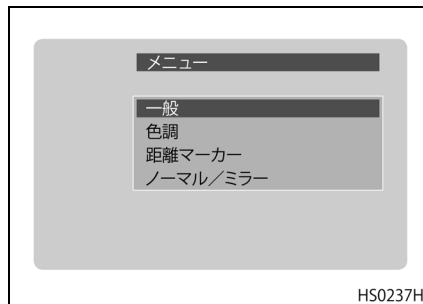 メニュー
一般
色調
距離マーカー
ノーマル／ミラー
HS0237H